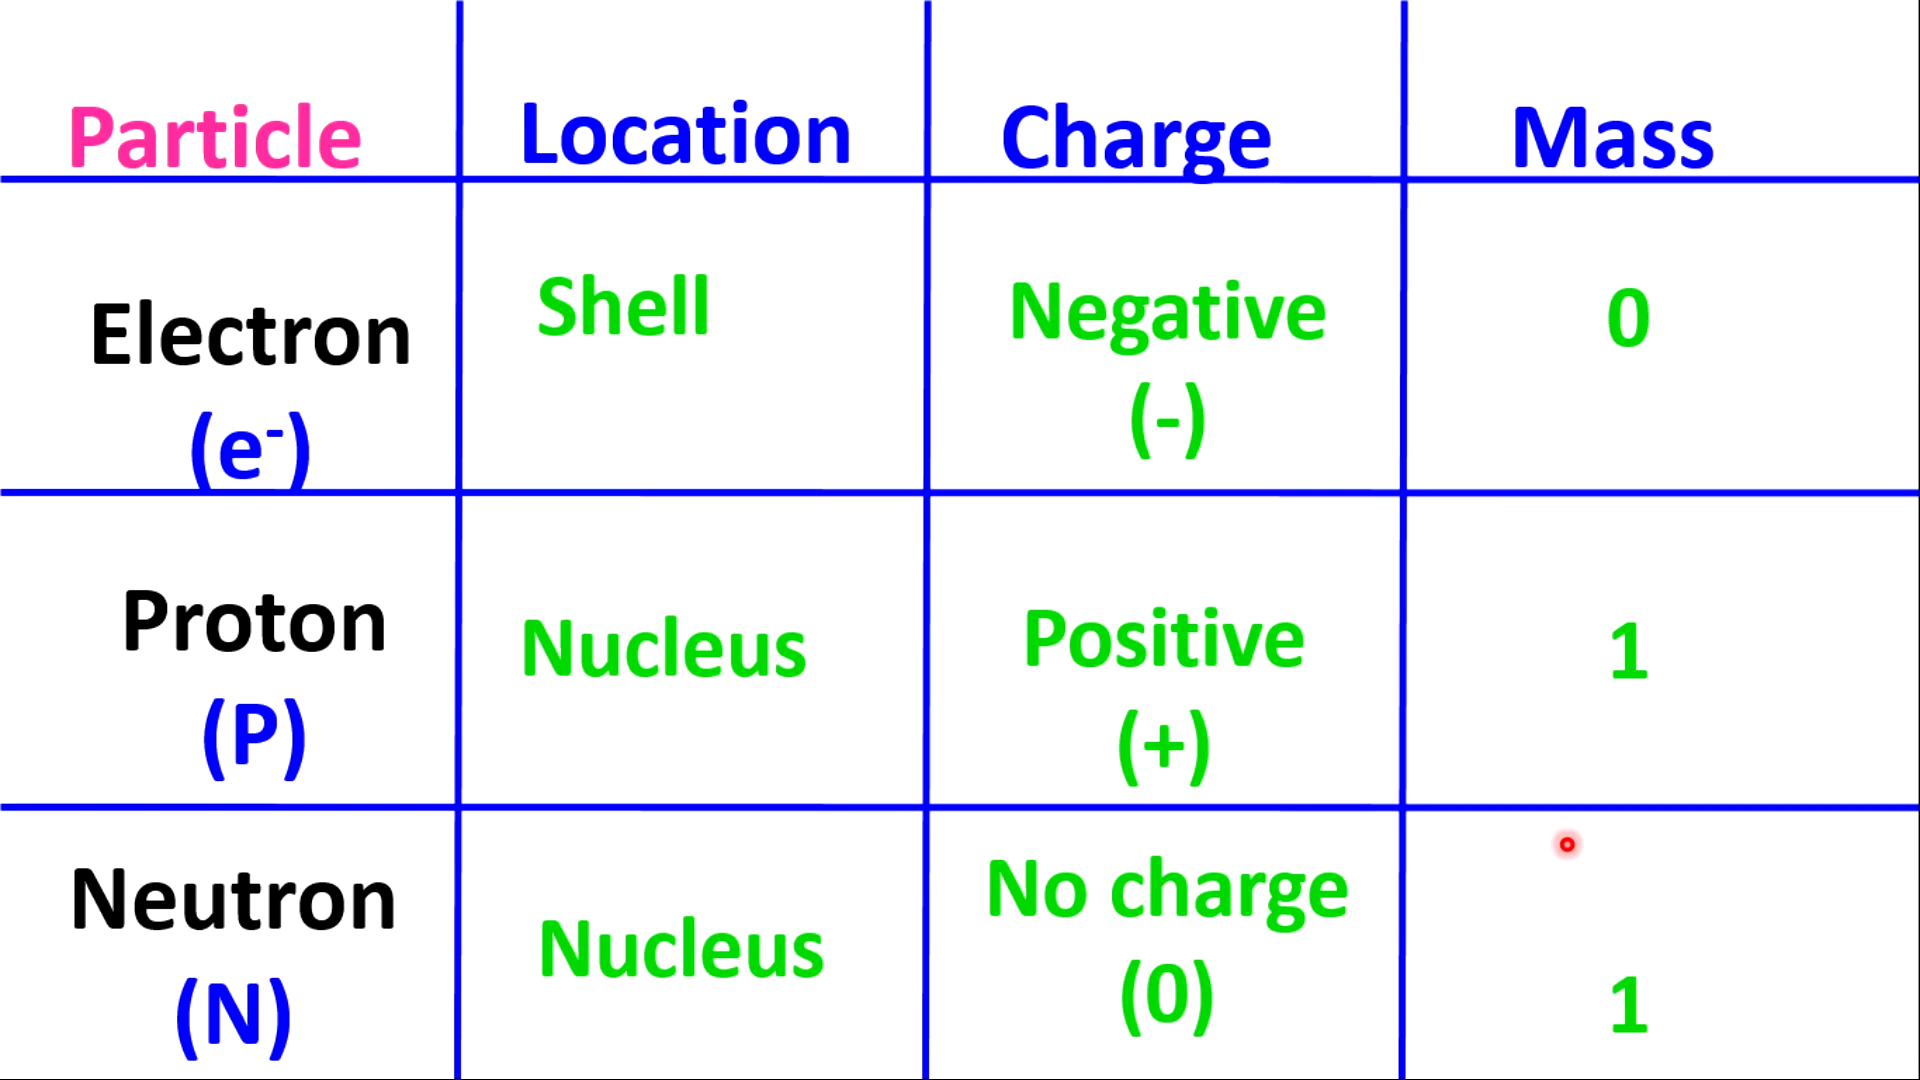 Particle Location Charge Mass
Electron Shell Negative 0
(e⁻) (-)
Proton Nucleus Positive 1
(P) (+)
Neutron Nucleus No charge 1
(N) (0)